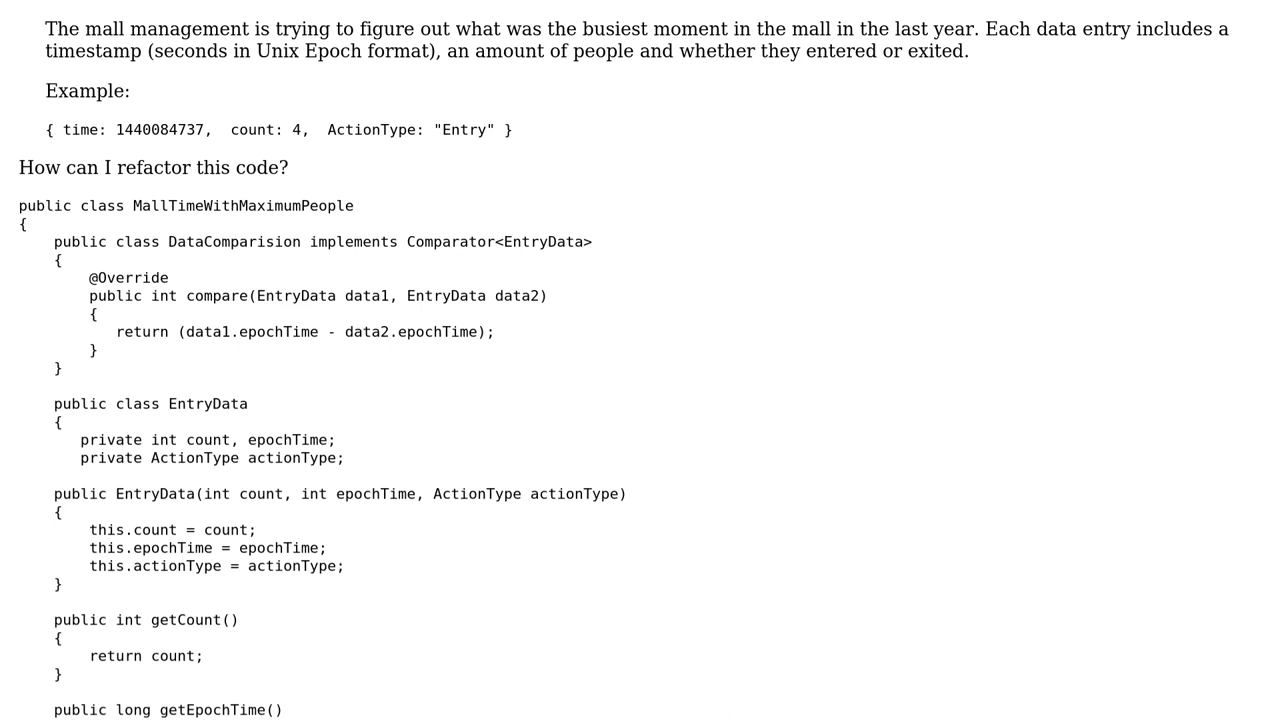 The mall management is trying to figure out what was the busiest moment in the mall in the last year. Each data entry includes a
timestamp (seconds in Unix Epoch format), an amount of people and whether they entered or exited.
Example:
{ time: 1440084737,  count: 4,  ActionType: "Entry" }
How can I refactor this code?
public class MallTimeWithMaximumPeople
{
    public class DataComparision implements Comparator<EntryData>
    {
        @Override
        public int compare(EntryData data1, EntryData data2)
        {
           return (data1.epochTime - data2.epochTime);
        }
    }
    public class EntryData
    {
       private int count, epochTime;
       private ActionType actionType;
    public EntryData(int count, int epochTime, ActionType actionType)
    {
        this.count = count;
        this.epochTime = epochTime;
        this.actionType = actionType;
    }
    public int getCount()
    {
        return count;
    }
    public long getEpochTime()